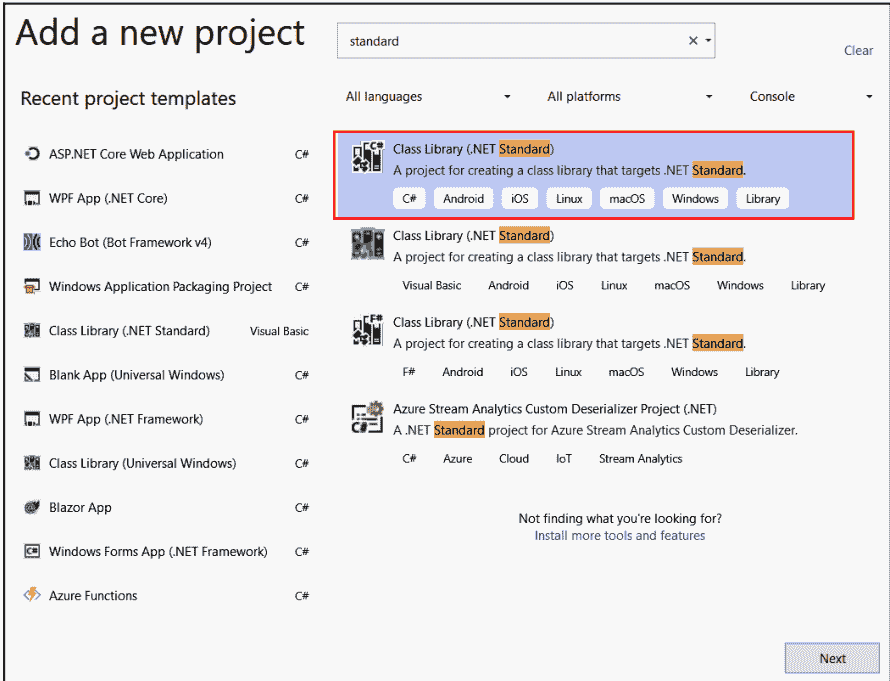 Add a new project
standard
Clear
Recent project templates
All languages
All platforms
Console
ASP.NET Core Web Application C#
WPF App (.NET Core) C#
Echo Bot (Bot Framework v4) C#
Windows Application Packaging Project C#
Class Library (.NET Standard) Visual Basic
Blank App (Universal Windows) C#
WPF App (.NET Framework) C#
Class Library (Universal Windows) C#
Blazor App C#
Windows Forms App (.NET Framework) C#
Azure Functions C#
Class Library (.NET Standard)
A project for creating a class library that targets .NET Standard.
C# Android iOS Linux macOS Windows Library
Class Library (.NET Standard)
A project for creating a class library that targets .NET Standard.
Visual Basic Android iOS Linux macOS Windows Library
Class Library (.NET Standard)
A project for creating a class library that targets .NET Standard.
F# Android iOS Linux macOS Windows Library
Azure Stream Analytics Custom Deserializer Project (.NET)
A .NET Standard project for Azure Stream Analytics Custom Deserializer.
C# Azure Cloud IoT Stream Analytics
Not finding what you're looking for?
Install more tools and features
Next